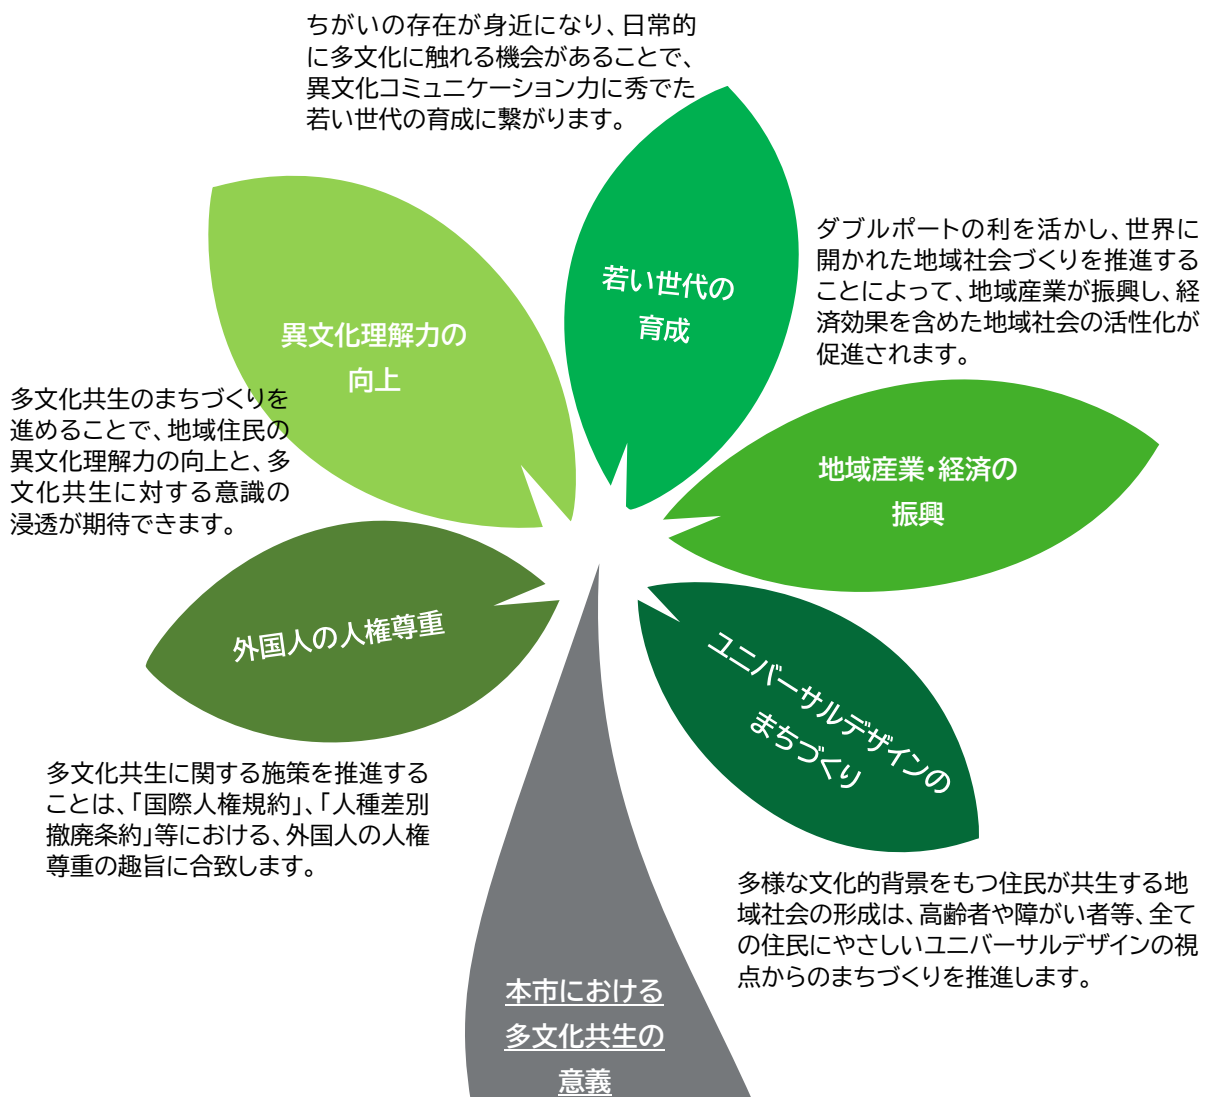 ちがいの存在が身近になり、日常的
に多文化に触れる機会があることで、
異文化コミュニケーション力に秀でた
若い世代の育成に繋がります。
若い世代の
育成
ダブルポートの利を活かし、世界に
開かれた地域社会づくりを推進する
ことによって、地域産業が振興し、経
済効果を含めた地域社会の活性化が
促進されます。
異文化理解力の
向上
多文化共生のまちづくりを
進めることで、地域住民の
異文化理解力の向上と、多
文化共生に対する意識の
浸透が期待できます。
地域産業・経済の
振興
外国人の人権尊重
ユニバーサルデザインの
まちづくり
多文化共生に関する施策を推進する
ことは、「国際人権規約」、「人種差別
撤廃条約」等における、外国人の人権
尊重の趣旨に合致します。
多様な文化的背景をもつ住民が共生する地
域社会の形成は、高齢者や障がい者等、全て
の住民にやさしいユニバーサルデザインの視
点からのまちづくりを推進します。
本市における
多文化共生の
意義